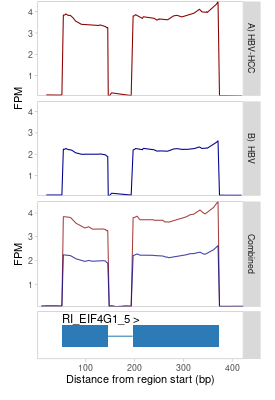 4
3
2
1
A) HBV-HCC
FPM
4
3
2
1
B) HBV
4
3
2
1
FPM
Combined
RI_EIF4G1_5 >
100 200 300 400
Distance from region start (bp)